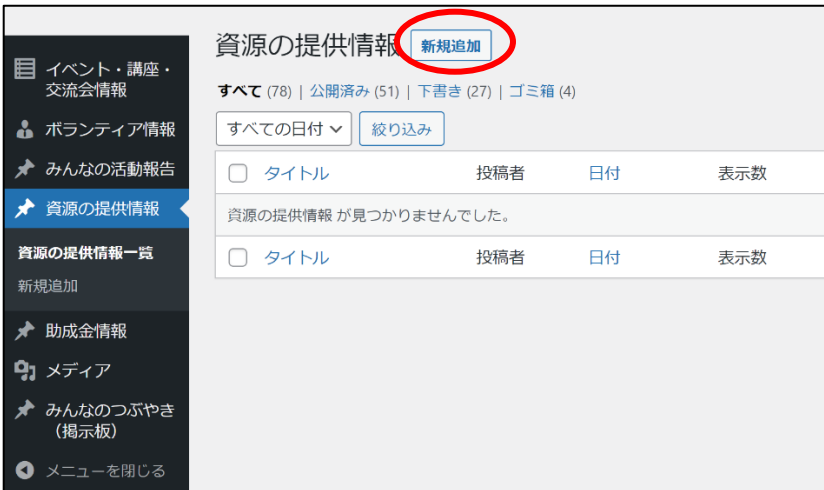 イベント・講座・
交流会情報
ボランティア情報
みんなの活動報告
資源の提供情報
資源の提供情報一覧
新規追加
助成金情報
メディア
みんなのつぶやき
(掲示板)
メニューを閉じる
資源の提供情報 新規追加
すべて (78) | 公開済み (51) | 下書き (27) | ゴミ箱 (4)
すべての日付 絞り込み
タイトル 投稿者 日付 表示数
資源の提供情報 が見つかりませんでした。
タイトル 投稿者 日付 表示数